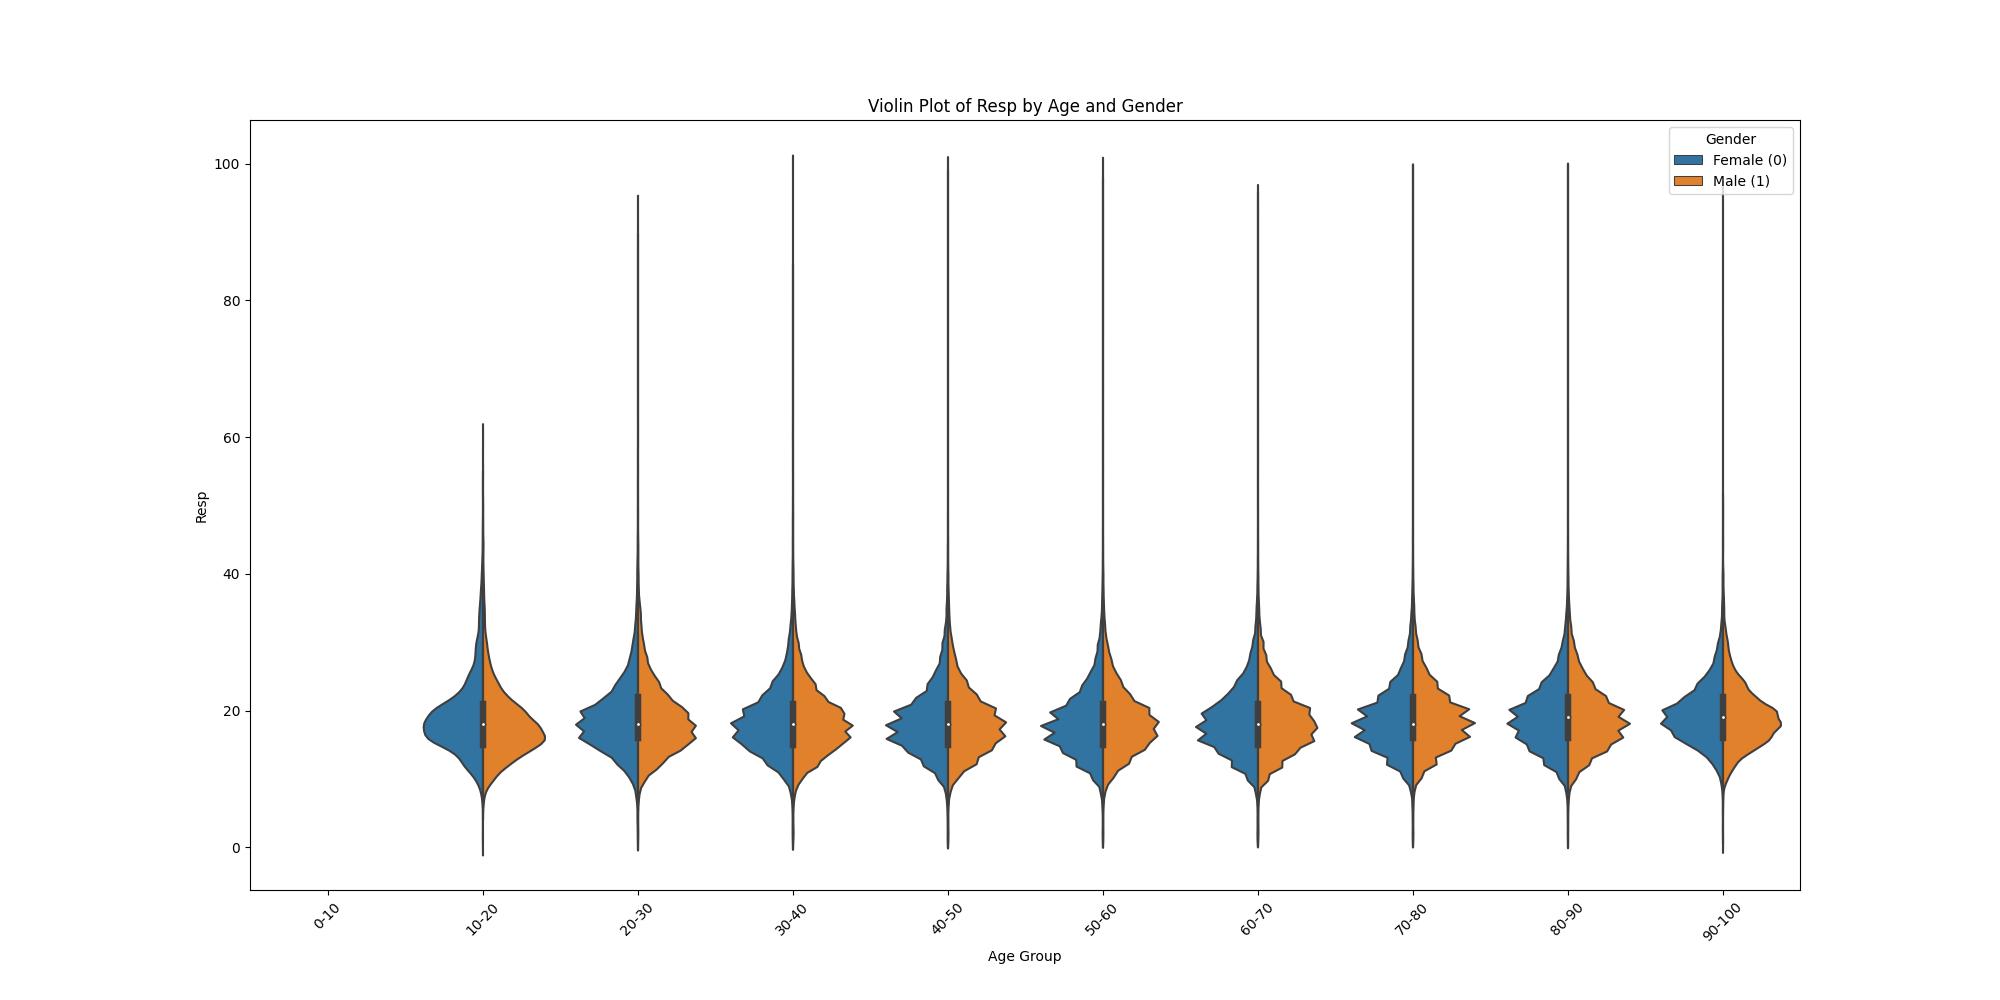 Violin Plot of Resp by Age and Gender
Gender
Female (0)
Male (1)
100
80
60
40
20
0
Resp
0-10
10-20
20-30
30-40
40-50
50-60
60-70
70-80
80-90
90-100
Age Group